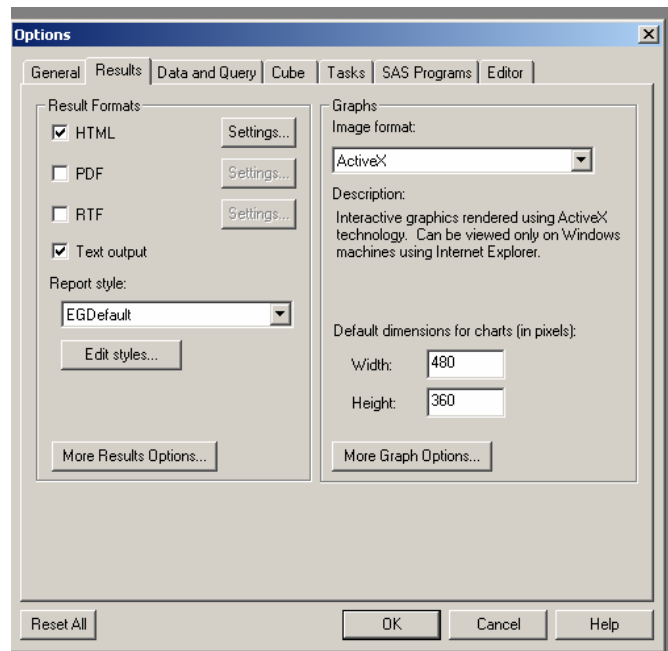 Options
General Results Data and Query Cube Tasks SAS Programs Editor
Result Formats
HTML Settings...
PDF Settings...
RTF Settings...
Text output
Report style:
EGDefault
Edit styles...
More Results Options...
Graphs
Image format:
ActiveX
Description:
Interactive graphics rendered using ActiveX
technology. Can be viewed only on Windows
machines using Internet Explorer.
Default dimensions for charts (in pixels):
Width: 480
Height: 360
More Graph Options...
Reset All OK Cancel Help